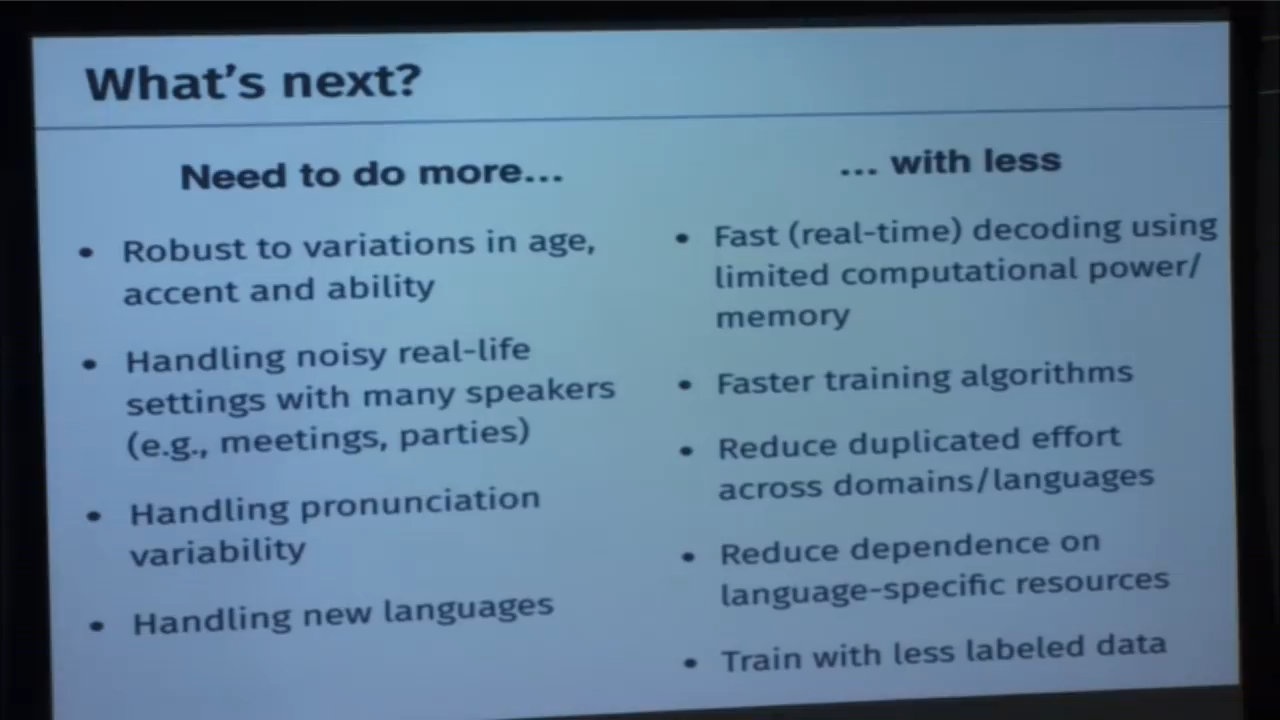 What's next?
Need to do more...
• Robust to variations in age,
accent and ability
• Handling noisy real-life
settings with many speakers
(e.g., meetings, parties)
• Handling pronunciation
variability
• Handling new languages
... with less
• Fast (real-time) decoding using
limited computational power/
memory
• Faster training algorithms
• Reduce duplicated effort
across domains/languages
• Reduce dependence on
language-specific resources
• Train with less labeled data